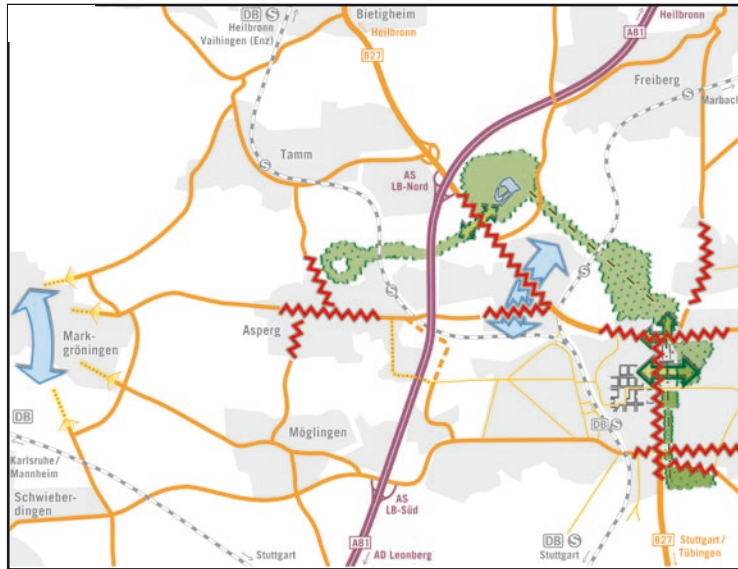 DB S
Heilbronn
Vaihingen (Enz)
Bietigheim
Heilbronn
B27
A81
Heilbronn
Freiberg
S
Marbach
Tamm
S
AS
LB-Nord
S
S
Asperg
Mark-
gröningen
DB
Karlsruhe/
Mannheim
Schwieber-
dingen
Möglingen
DB S
AS
LB-Süd
Stuttgart
A81
AD Leonberg
DB S
Stuttgart
B27
Stuttgart/
Tübingen